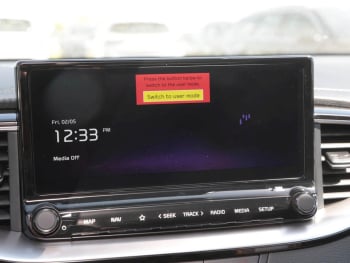 Press the button below to
switch to the user mode.
Switch to user mode
Fri, 02/05
12:33 PM
Media Off
MAP
NAV
< SEEK
TRACK >
RADIO
MEDIA
SETUP